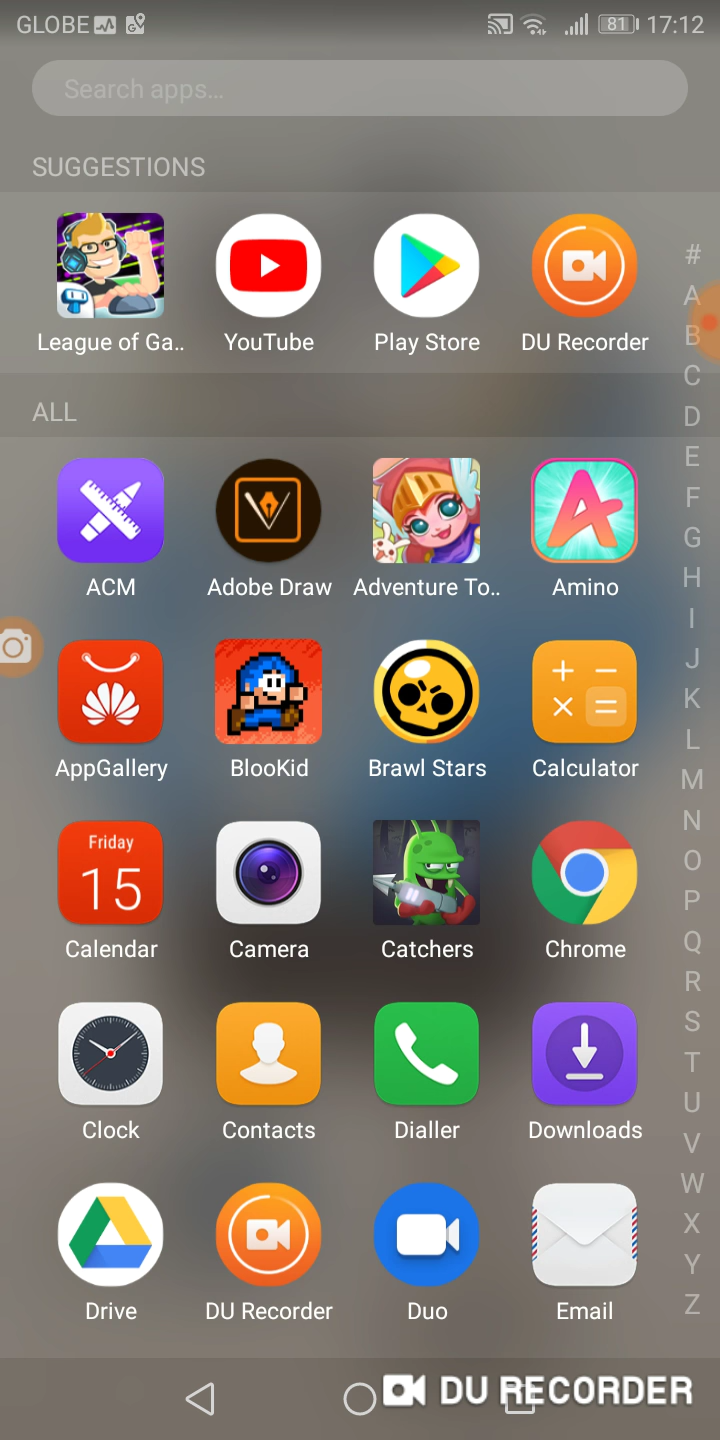 GLOBE 81 17:12
Search apps...
SUGGESTIONS
League of Ga.. YouTube Play Store DU Recorder
ALL
ACM Adobe Draw Adventure To.. Amino
AppGallery BlooKid Brawl Stars Calculator
Friday
15
Calendar Camera Catchers Chrome
Clock Contacts Dialler Downloads
Drive DU Recorder Duo Email
#
A
B
C
D
E
F
G
H
I
J
K
L
M
N
O
P
Q
R
S
T
U
V
W
X
Y
Z
DU RECORDER